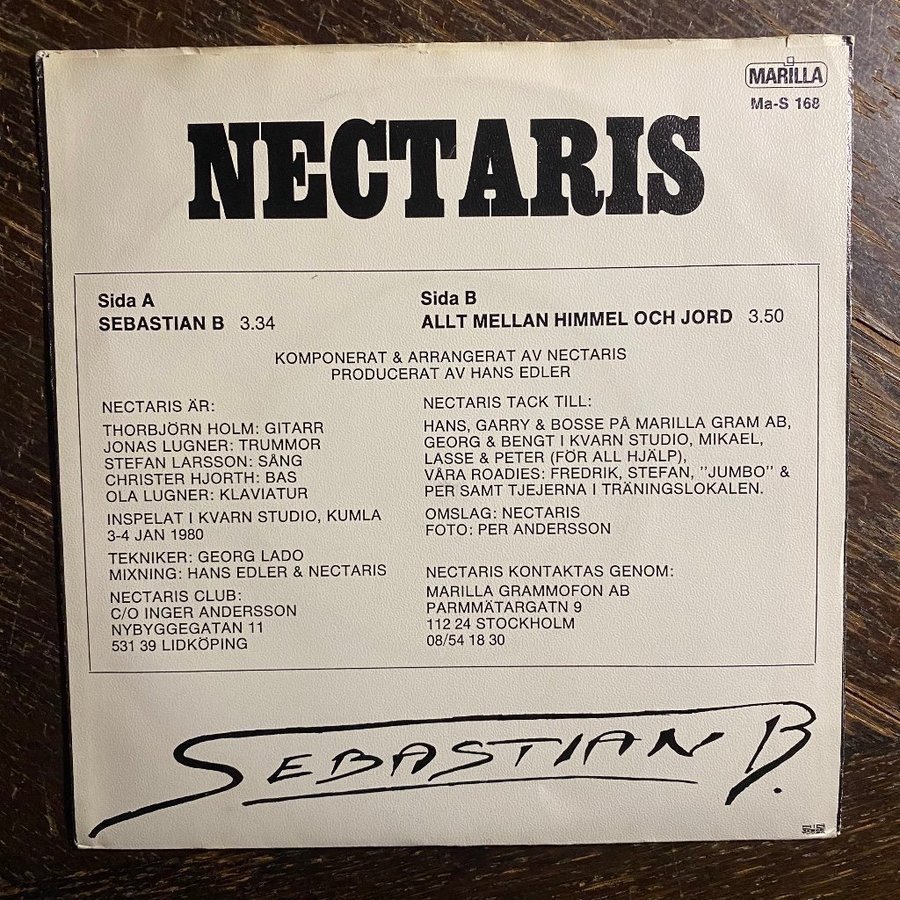 MARILLA
Ma-S 168
NECTARIS
Sida A
SEBASTIAN B 3.34
Sida B
ALLT MELLAN HIMMEL OCH JORD 3.50
KOMPONERAT & ARRANGERAT AV NECTARIS
PRODUCERAT AV HANS EDLER
NECTARIS ÄR:
THORBJÖRN HOLM: GITARR
JONAS LUGNER: TRUMMOR
STEFAN LARSSON: SÅNG
CHRISTER HJORTH: BAS
OLA LUGNER: KLAVIATUR
INSPELAT I KVARN STUDIO, KUMLA
3-4 JAN 1980
TEKNIKER: GEORG LADO
MIXNING: HANS EDLER & NECTARIS
NECTARIS CLUB:
C/O INGER ANDERSSON
NYBYGGEGATAN 11
531 39 LIDKÖPING
NECTARIS TACK TILL:
HANS, GARRY & BOSSE PÅ MARILLA GRAM AB,
GEORG & BENGT I KVARN STUDIO, MIKAEL,
LASSE & PETER (FÖR ALL HJÄLP),
VÅRA ROADIES: FREDRIK, STEFAN, ”JUMBO” &
PER SAMT TJEJERNA I TRÄNINGSLOKALEN.
OMSLAG: NECTARIS
FOTO: PER ANDERSSON
NECTARIS KONTAKTAS GENOM:
MARILLA GRAMMOFON AB
PARMMÄTARGATN 9
112 24 STOCKHOLM
08/54 18 30
SEBASTIAN B.